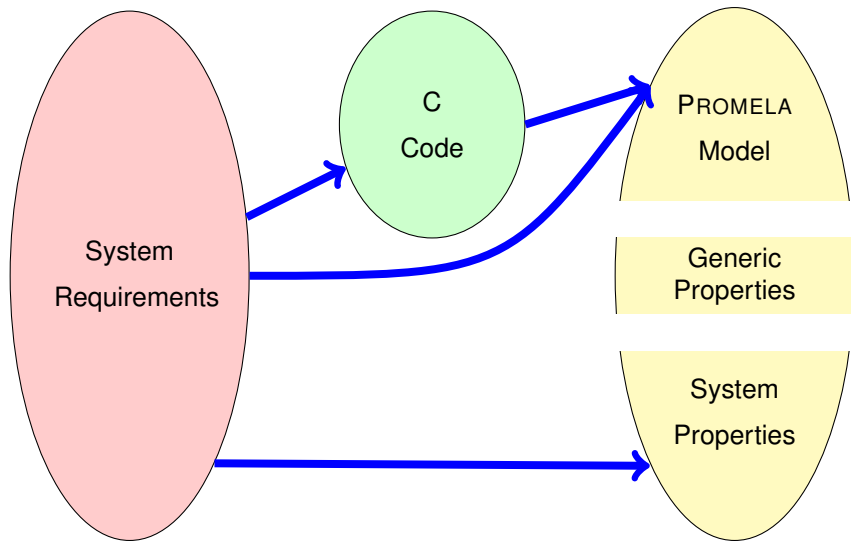 System
Requirements
C
Code
PROMELA
Model
Generic
Properties
System
Properties